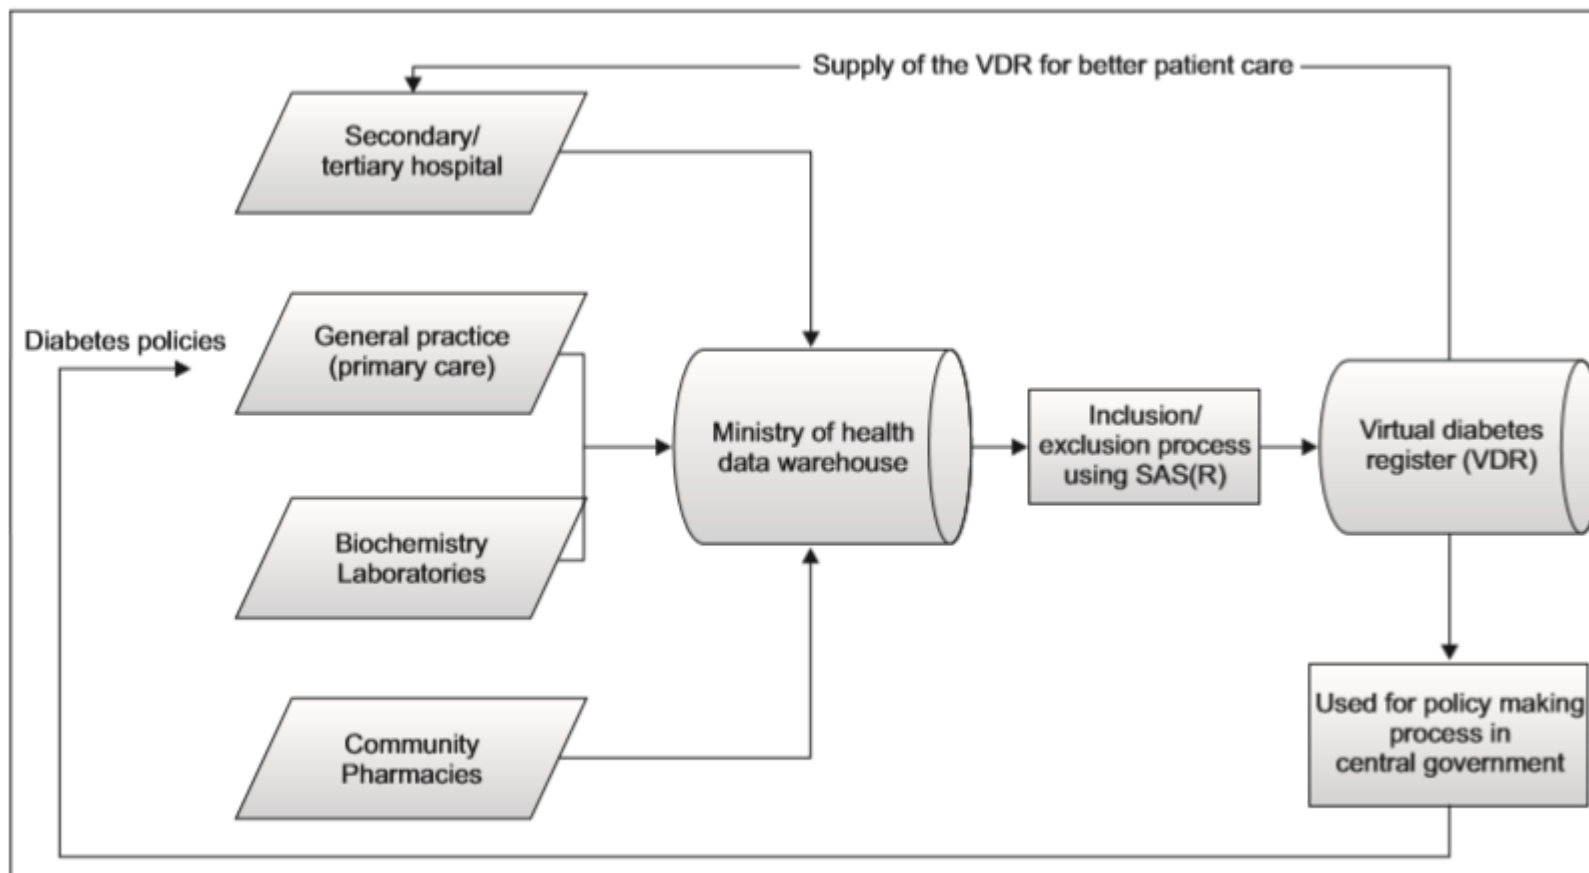 Supply of the VDR for better patient care
Secondary/
tertiary hospital
Diabetes policies
General practice
(primary care)
Ministry of health
data warehouse
Inclusion/
exclusion process
using SAS(R)
Virtual diabetes
register (VDR)
Biochemistry
Laboratories
Community
Pharmacies
Used for policy making
process in
central government